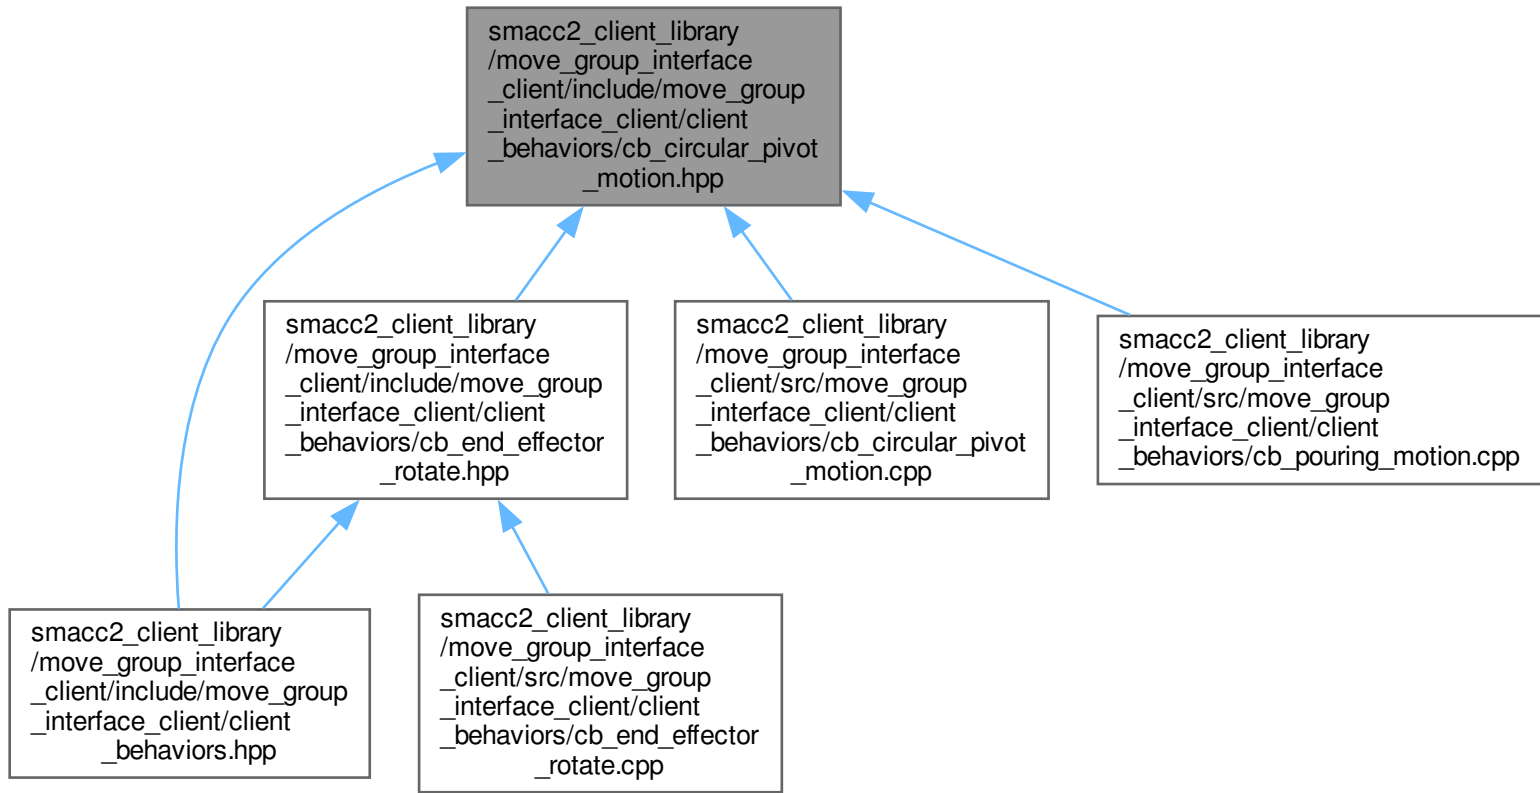 smacc2_client_library
/move_group_interface
_client/include/move_group
_interface_client/client
_behaviors/cb_circular_pivot
_motion.hpp
smacc2_client_library
/move_group_interface
_client/include/move_group
_interface_client/client
_behaviors/cb_end_effector
_rotate.hpp
smacc2_client_library
/move_group_interface
_client/src/move_group
_interface_client/client
_behaviors/cb_circular_pivot
_motion.cpp
smacc2_client_library
/move_group_interface
_client/src/move_group
_interface_client/client
_behaviors/cb_pouring_motion.cpp
smacc2_client_library
/move_group_interface
_client/include/move_group
_interface_client/client
_behaviors.hpp
smacc2_client_library
/move_group_interface
_client/src/move_group
_interface_client/client
_behaviors/cb_end_effector
_rotate.cpp